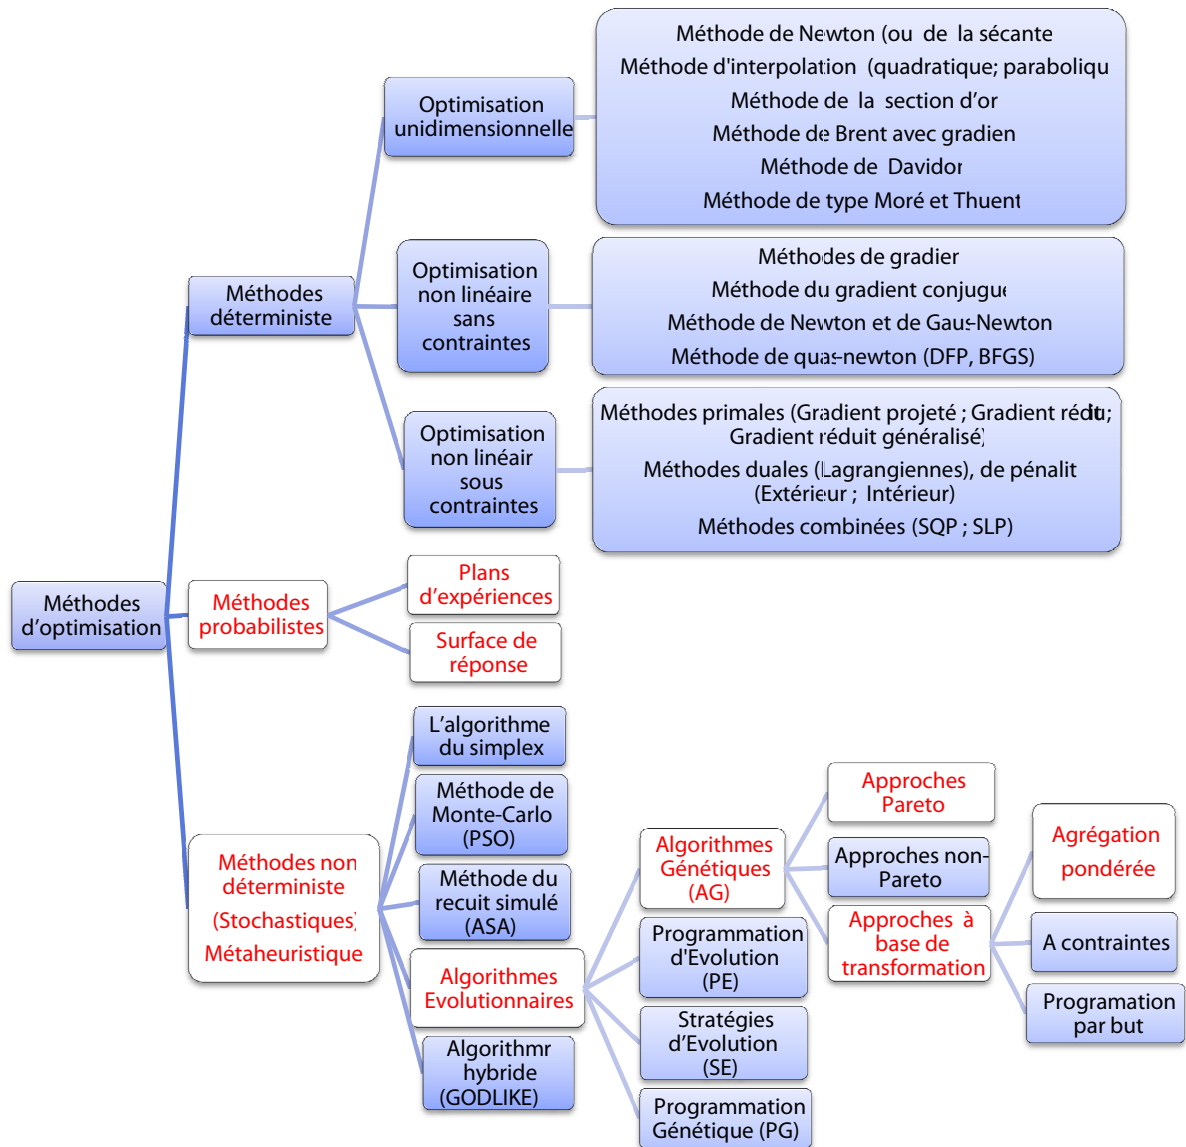 Méthode de Newton (ou de la sécante
Méthode d'interpolation (quadratique; paraboliqu
Méthode de la section d'or
Méthode de Brent avec gradien
Méthode de Davidor
Méthode de type Moré et Thuent
Optimisation
unidimensionnelle
Méthodes de gradier
Méthode du gradient conjugue
Méthode de Newton et de Gaus-Newton
Méthode de quas-newton (DFP, BFGS)
Optimisation
non linéaire
sans
contraintes
Méthodes
déterministe
Méthodes primales (Gradient projeté ; Gradient réduit;
Gradient réduit généralisé)
Méthodes duales (Lagrangiennes), de pénalit
(Extérieur ; Intérieur)
Méthodes combinées (SQP ; SLP)
Optimisation
non linéair
sous
contraintes
Méthodes
d'optimisation
Méthodes
probabilistes
Plans
d'expériences
Surface de
réponse
L'algorithme
du simplex
Méthode de
Monte-Carlo
(PSO)
Méthodes non
déterministe
(Stochastiques)
Métaheuristique
Méthode du
recuit simulé
(ASA)
Algorithmes
Evolutionnaires
Algorithmr
hybride
(GODLIKE)
Algorithmes
Génétiques
(AG)
Programmation
d'Evolution
(PE)
Stratégies
d'Evolution
(SE)
Programmation
Génétique (PG)
Approches
Pareto
Approches non-
Pareto
Approches à
base de
transformation
Agrégation
pondérée
A contraintes
Programation
par but